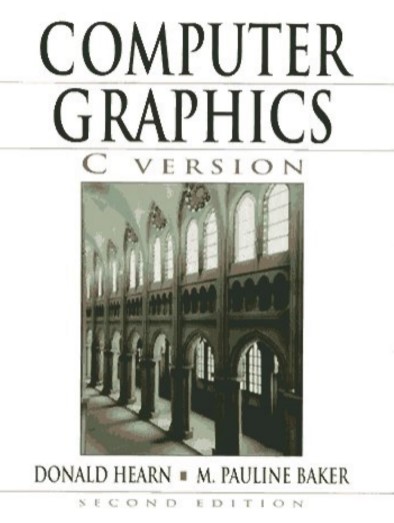 COMPUTER
GRAPHICS
C VERSION
DONALD HEARN ■ M. PAULINE BAKER
SECOND EDITION